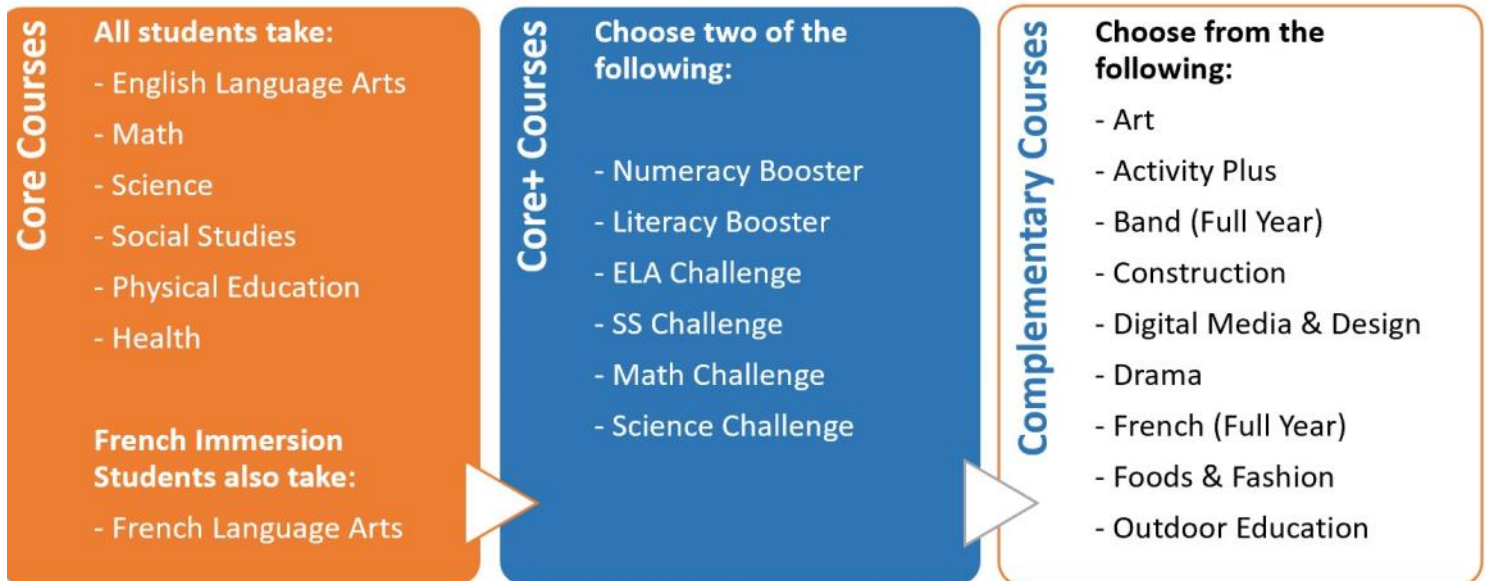 Core Courses
All students take:
- English Language Arts
- Math
- Science
- Social Studies
- Physical Education
- Health
French Immersion
Students also take:
- French Language Arts
Core+ Courses
Choose two of the
following:
- Numeracy Booster
- Literacy Booster
- ELA Challenge
- SS Challenge
- Math Challenge
- Science Challenge
Complementary Courses
Choose from the
following:
- Art
- Activity Plus
- Band (Full Year)
- Construction
- Digital Media & Design
- Drama
- French (Full Year)
- Foods & Fashion
- Outdoor Education